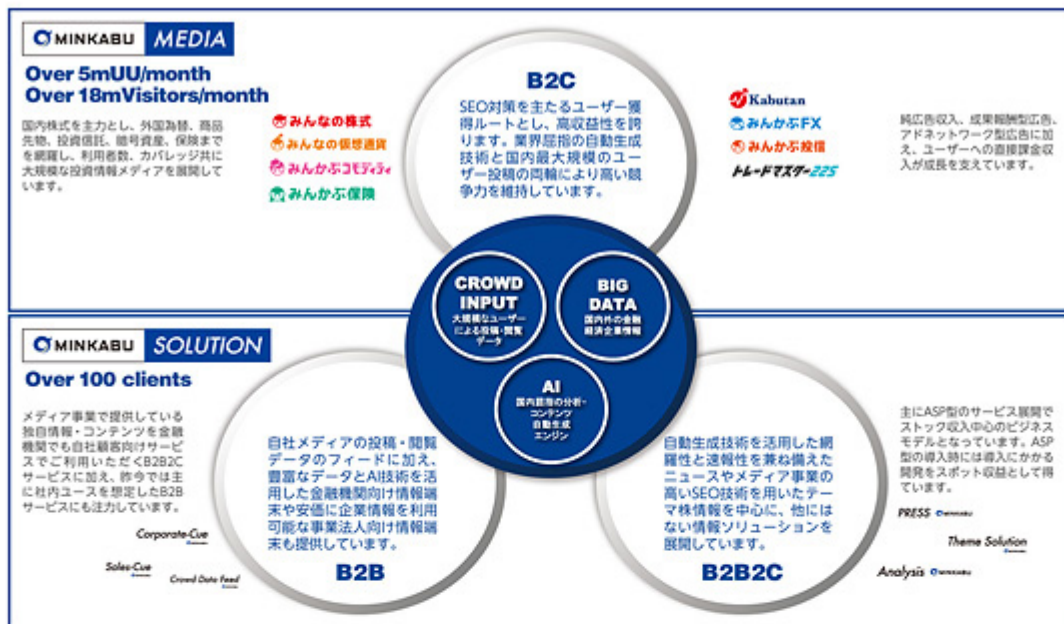 MINKABU MEDIA
Over 5mUU/month
Over 18mVisitors/month
国内株式を主力とし、外国為替、商品
先物、投資信託、暗号資産、保険まで
を網羅し、利用者数、カバレッジ共に
大規模な投資情報メディアを展開して
います。
みんなの株式
みんなの仮想通貨
みんかぶコモディティ
みんかぶ保険
B2C
SEO対策を主たるユーザー獲
得ルートとし、高収益性を誇
ります。業界屈指の自動生成
技術と国内最大規模のユー
ザー投稿の両輪により高い競
争力を維持しています。
Kabutan
みんかぶFX
みんかぶ投信
トレードマスター225
純広告収入、成果報酬型広告、
アドネットワーク型広告に加
え、ユーザーへの直接課金収
入が成長を支えています。
CROWD
INPUT
大規模なユーザー
による投稿・閲覧
データ
BIG
DATA
国内外の金融
経済企業情報
AI
国内屈指の分析・
コンテンツ
自動生成
エンジン
MINKABU SOLUTION
Over 100 clients
メディア事業で提供している
独自情報・コンテンツを金融
機関でも自社顧客向けサービ
スでご利用いただくB2B2C
サービスに加え、昨今では主
に社内ユースを想定したB2B
サービスにも注力しています。
Corporate-Cue
Sales-Cue
Crowd Data Feed
自社メディアの投稿・閲覧
データのフィードに加え、
豊富なデータとAI技術を
活用した金融機関向け情報端
末や安価に企業情報を利用
可能な事業法人向け情報端
末も提供しています。
B2B
自動生成技術を活用した網
羅性と速報性を兼ね備えた
ニュースやメディア事業の
高いSEO技術を用いたテー
マ株情報を中心に、他には
ない情報ソリューションを
展開しています。
B2B2C
主にASP型のサービス展開で
ストック収入中心のビジネス
モデルとなっています。ASP
型の導入時には導入にかかる
開発をスポット収益として得
ています。
PRESS MINKABU
Theme Solution
Analysis MINKABU